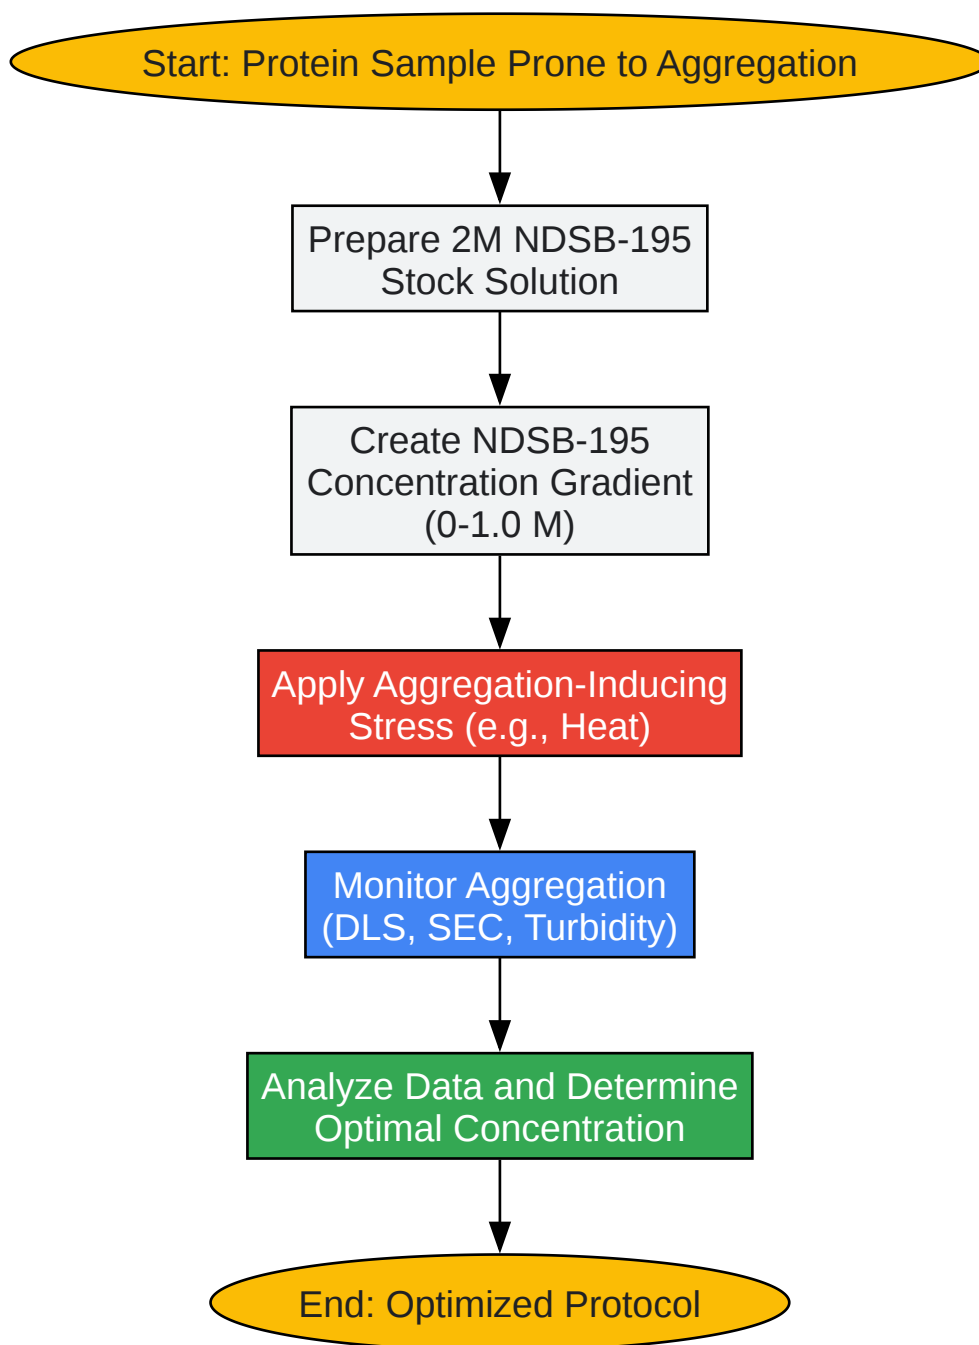 Start: Protein Sample Prone to Aggregation
Prepare 2M NDSB-195
Stock Solution
Create NDSB-195
Concentration Gradient
(0-1.0 M)
Apply Aggregation-Inducing
Stress (e.g., Heat)
Monitor Aggregation
(DLS, SEC, Turbidity)
Analyze Data and Determine
Optimal Concentration
End: Optimized Protocol